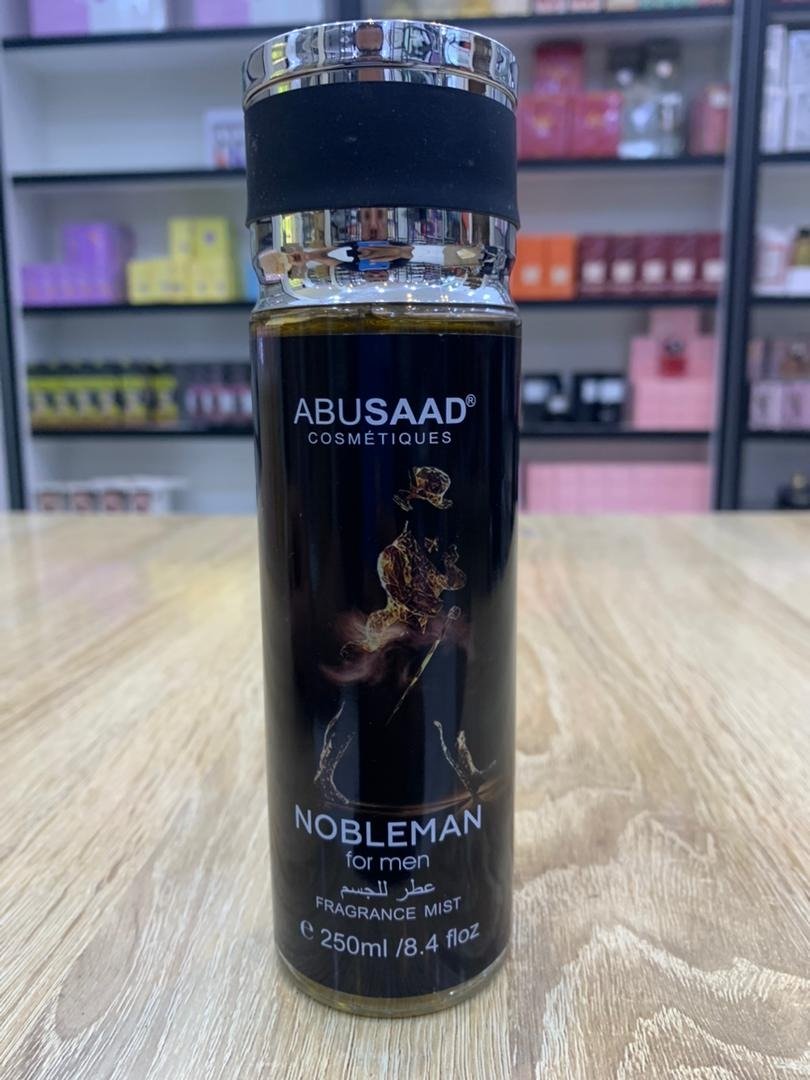 ABUSAAD®
COSMÉTIQUES
NOBLEMAN
for men
عطر للجسم
FRAGRANCE MIST
e 250ml /8.4 floz